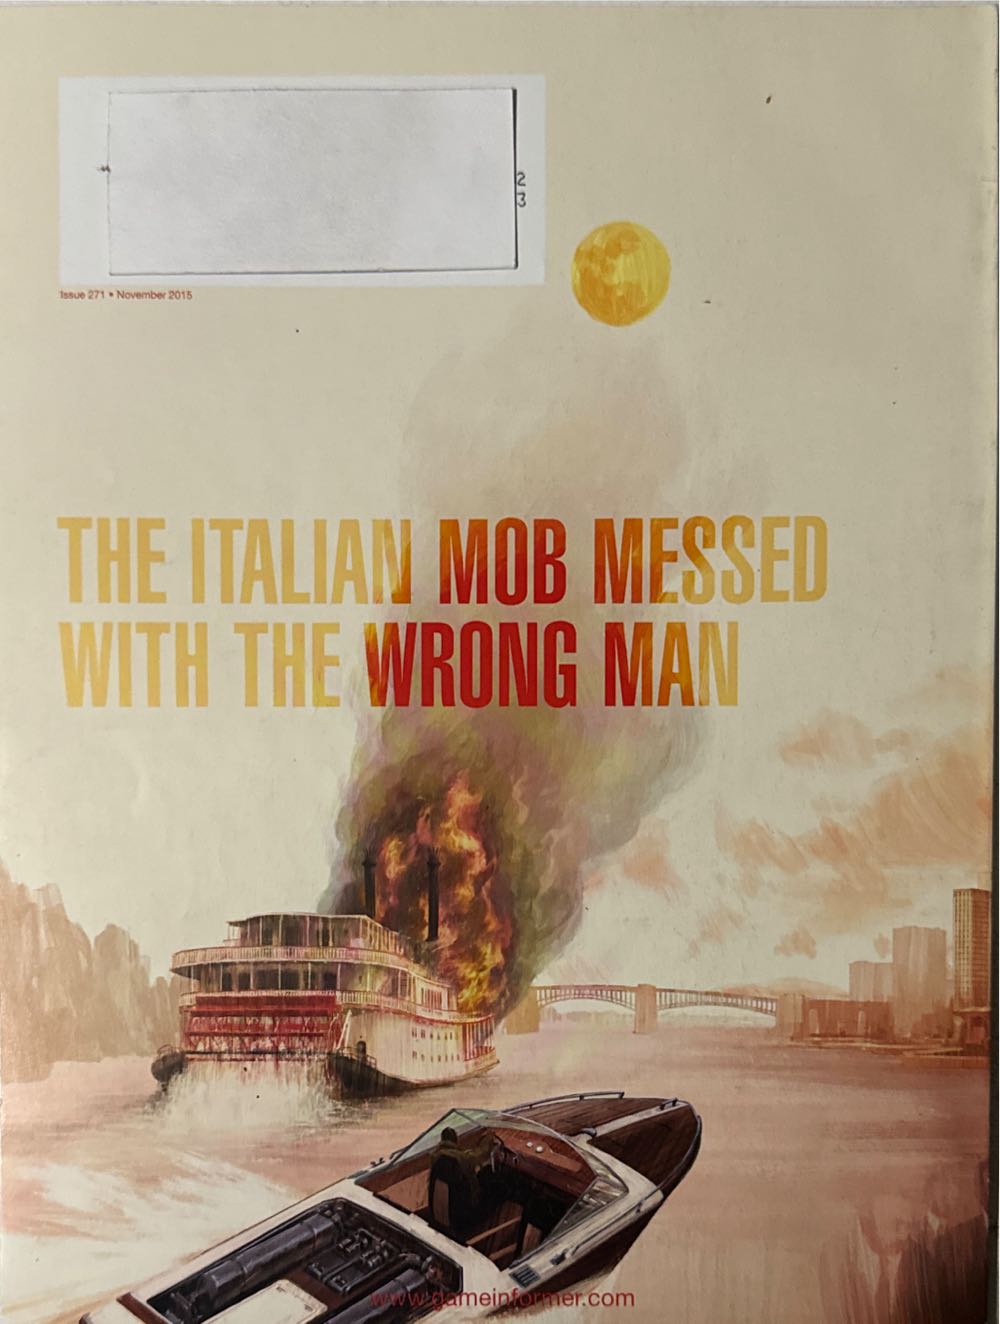 2
3
Issue 271 • November 2015
THE ITALIAN MOB MESSED
WITH THE WRONG MAN
www.gameinformer.com